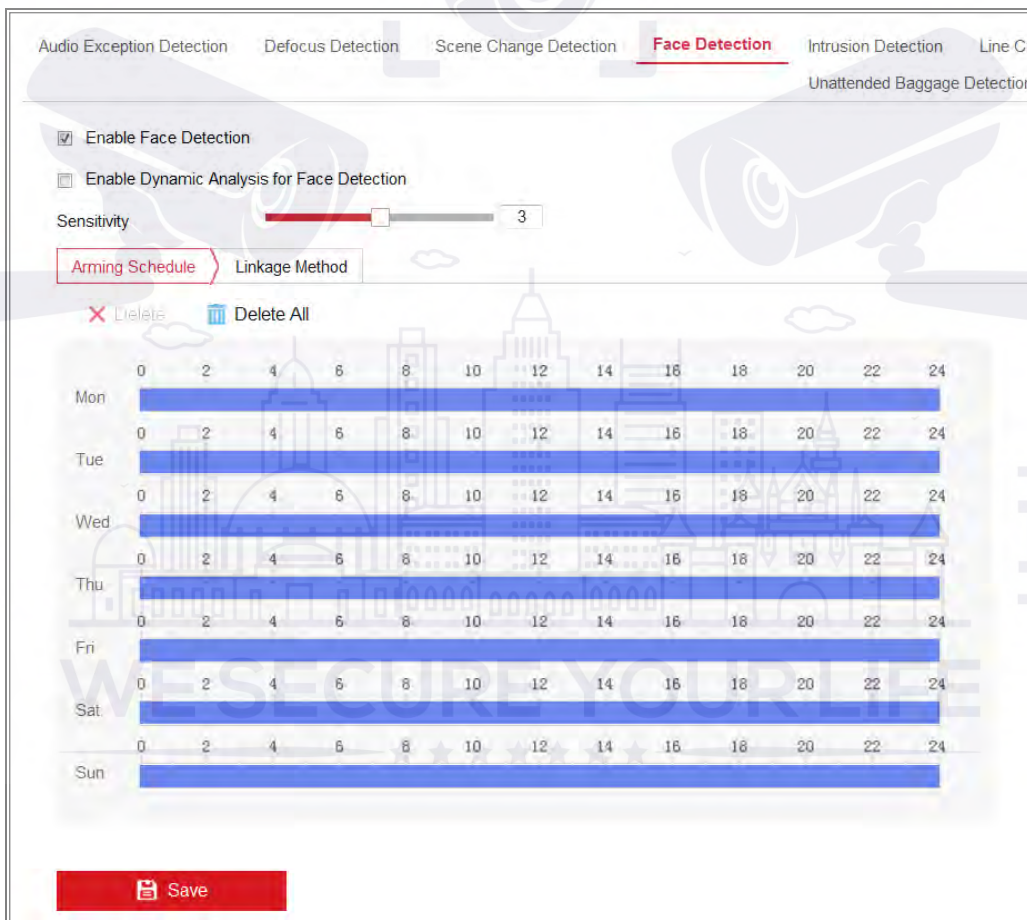 Audio Exception Detection Defocus Detection Scene Change Detection Face Detection Intrusion Detection Line C
Unattended Baggage Detection
Enable Face Detection
Enable Dynamic Analysis for Face Detection
Sensitivity 3
Arming Schedule Linkage Method
Delete Delete All
0 2 4 6 8 10 12 14 16 18 20 22 24
Mon
0 2 4 6 8 10 12 14 16 18 20 22 24
Tue
0 2 4 6 8 10 12 14 16 18 20 22 24
Wed
0 2 4 6 8 10 12 14 16 18 20 22 24
Thu
0 2 4 6 8 10 12 14 16 18 20 22 24
Fri
WE SECURE YOUR LIFE
0 2 4 6 8 10 12 14 16 18 20 22 24
Sat
0 2 4 6 8 10 12 14 16 18 20 22 24
Sun
Save